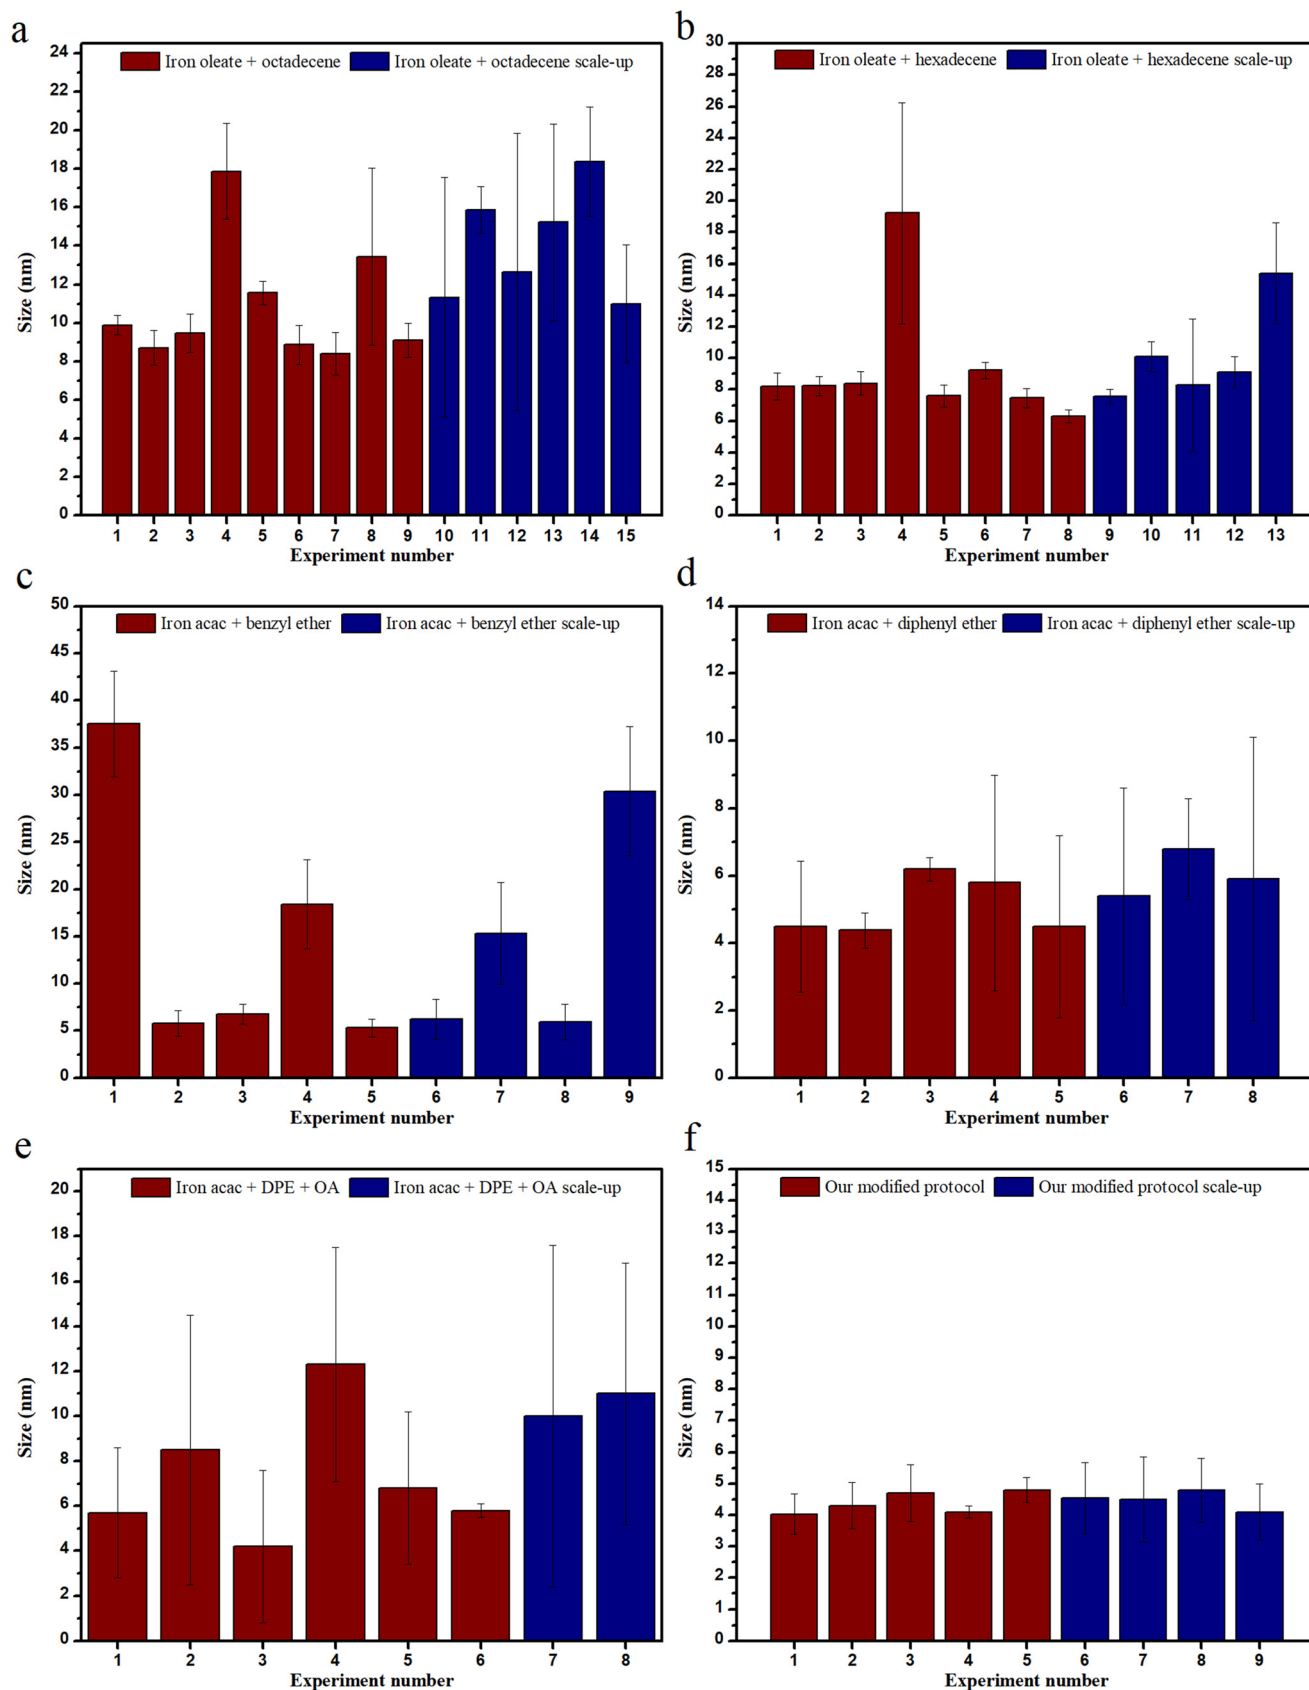 a
Iron oleate + octadecene Iron oleate + octadecene scale-up
24
22
20
18
16
14
12
10
8
6
4
2
0
Size (nm)
1 2 3 4 5 6 7 8 9 10 11 12 13 14 15
Experiment number
b
Iron oleate + hexadecene Iron oleate + hexadecene scale-up
30
28
26
24
22
20
18
16
14
12
10
8
6
4
2
0
Size (nm)
1 2 3 4 5 6 7 8 9 10 11 12 13
Experiment number
c
Iron acac + benzyl ether Iron acac + benzyl ether scale-up
50
45
40
35
30
25
20
15
10
5
0
Size (nm)
1 2 3 4 5 6 7 8 9
Experiment number
d
Iron acac + diphenyl ether Iron acac + diphenyl ether scale-up
14
12
10
8
6
4
2
0
Size (nm)
1 2 3 4 5 6 7 8
Experiment number
e
Iron acac + DPE + OA Iron acac + DPE + OA scale-up
20
18
16
14
12
10
8
6
4
2
0
Size (nm)
1 2 3 4 5 6 7 8
Experiment number
f
Our modified protocol Our modified protocol scale-up
15
14
13
12
11
10
9
8
7
6
5
4
3
2
1
0
Size (nm)
1 2 3 4 5 6 7 8 9
Experiment number